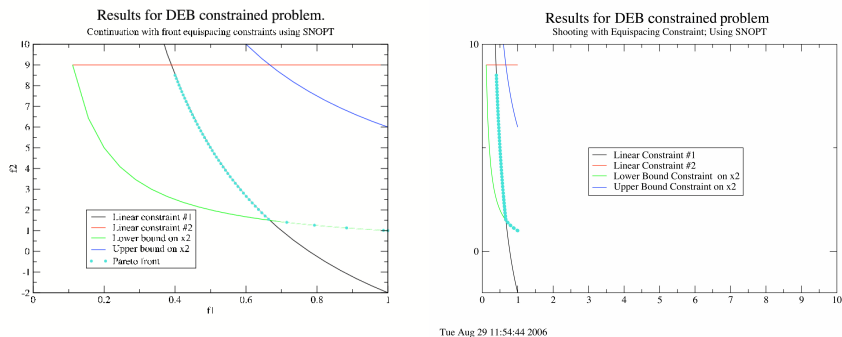 Results for DEB constrained problem.
Continuation with front equispacing constraints using SNOPT
10
9
8
7
6
5
4
3
2
1
0
-1
-2
f2
Linear constraint #1
Linear constraint #2
Lower bound on x2
Upper bound on x2
Pareto front
0 0.2 0.4 0.6 0.8 1
f1
Results for DEB constrained problem
Shooting with Equispacing Constraint; Using SNOPT
10
0
Linear Constraint #1
Linear Constraint #2
Lower Bound Constraint on x2
Upper Bound Constraint on x2
0 1 2 3 4 5 6 7 8 9 10
Tue Aug 29 11:54:44 2006